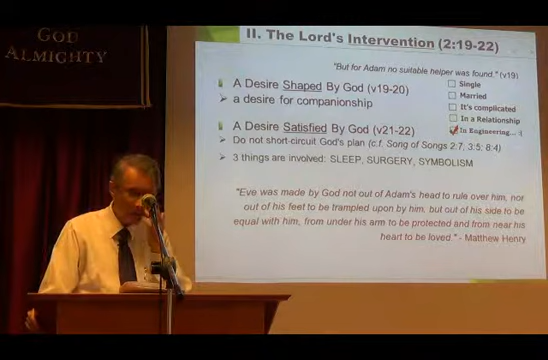 GOD
ALMIGHTY
II. The Lord's Intervention (2:19-22)
"But for Adam no suitable helper was found." (v19)
A Desire Shaped By God (v19-20)
a desire for companionship
A Desire Satisfied By God (v21-22)
Do not short-circuit God's plan (c.f. Song of Songs 2:7; 3:5; 8:4)
3 things are involved: SLEEP, SURGERY, SYMBOLISM
Single
Married
It's complicated
In a Relationship
In Engineering... :(
"Eve was made by God not out of Adam's head to rule over him, nor
out of his feet to be trampled upon by him, but out of his side to be
equal with him, from under his arm to be protected and from near his
heart to be loved." - Matthew Henry